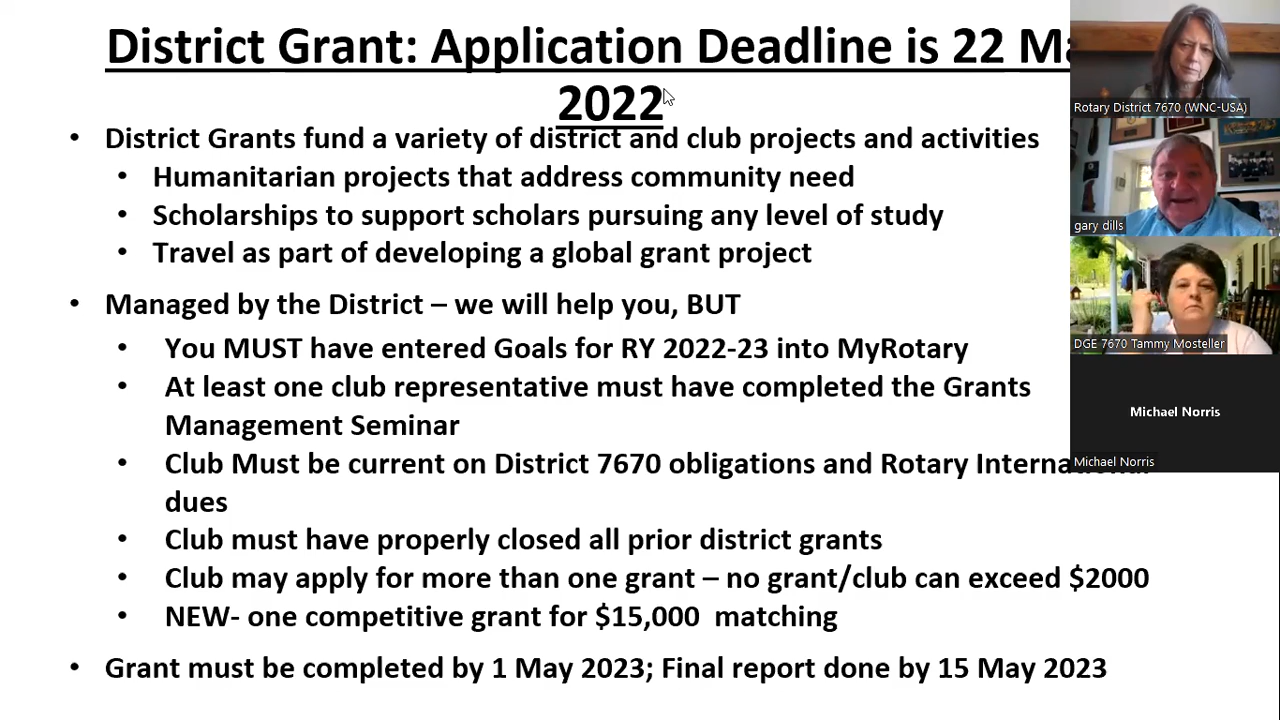 District Grant: Application Deadline is 22
2022
• District Grants fund a variety of district and club projects and activities
• Humanitarian projects that address community need
• Scholarships to support scholars pursuing any level of study
• Travel as part of developing a global grant project
• Managed by the District – we will help you, BUT
• You MUST have entered Goals for RY 2022-23 into MyRotary
• At least one club representative must have completed the Grants
Management Seminar
• Club Must be current on District 7670 obligations and Rotary International
dues
• Club must have properly closed all prior district grants
• Club may apply for more than one grant – no grant/club can exceed $2000
• NEW- one competitive grant for $15,000 matching
• Grant must be completed by 1 May 2023; Final report done by 15 May 2023
Rotary District 7670 (WNC-USA)
gary dills
DGE 7670 Tammy Mosteller
Michael Norris
Michael Norris